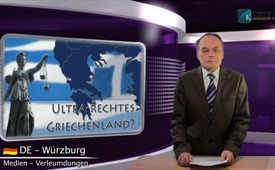 K
ULTRA-RECHTES
GRIECHENLAND?
DE – Würzburg
Medien – Verleumdungen